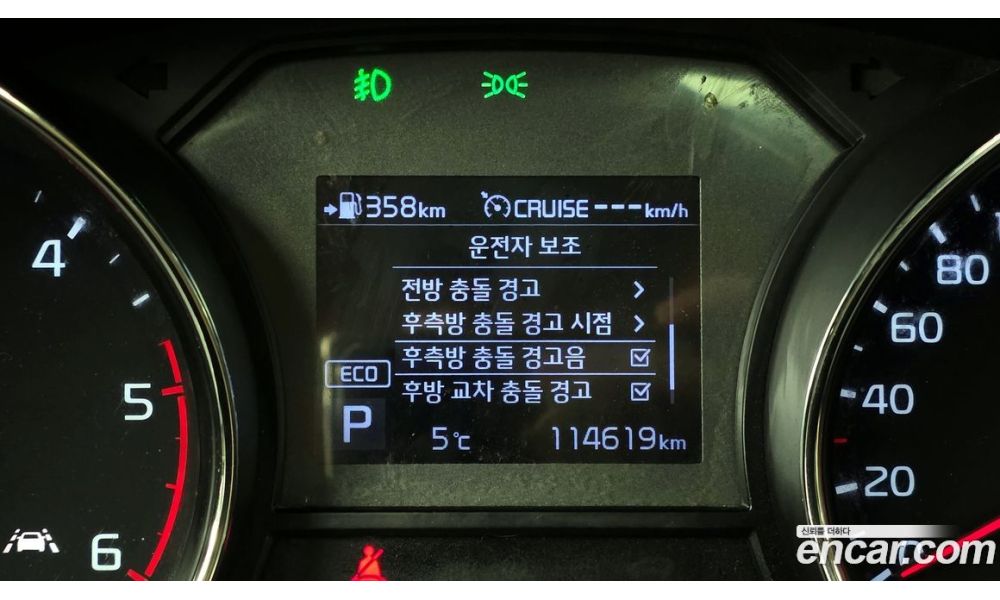 358km CRUISE ---km/h
운전자 보조
전방 충돌 경고
후측방 충돌 경고 시점
후측방 충돌 경고음
후방 교차 충돌 경고
ECO
P
5℃ 114619km
4
5
6
80
60
40
20
0
신뢰를 더하다
encar.com